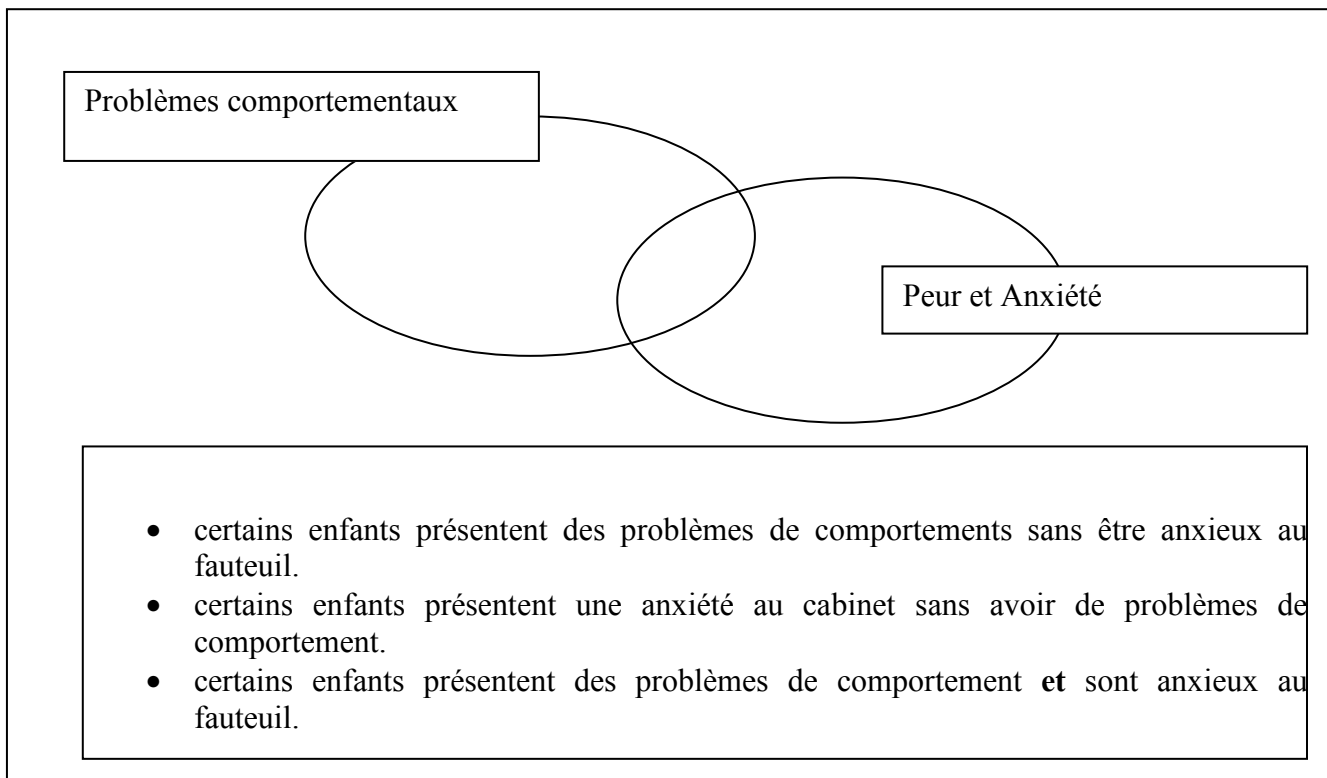 Problèmes comportementaux
Peur et Anxiété
• certains enfants présentent des problèmes de comportements sans être anxieux au
fauteuil.
• certains enfants présentent une anxiété au cabinet sans avoir de problèmes de
comportement.
• certains enfants présentent des problèmes de comportement et sont anxieux au
fauteuil.